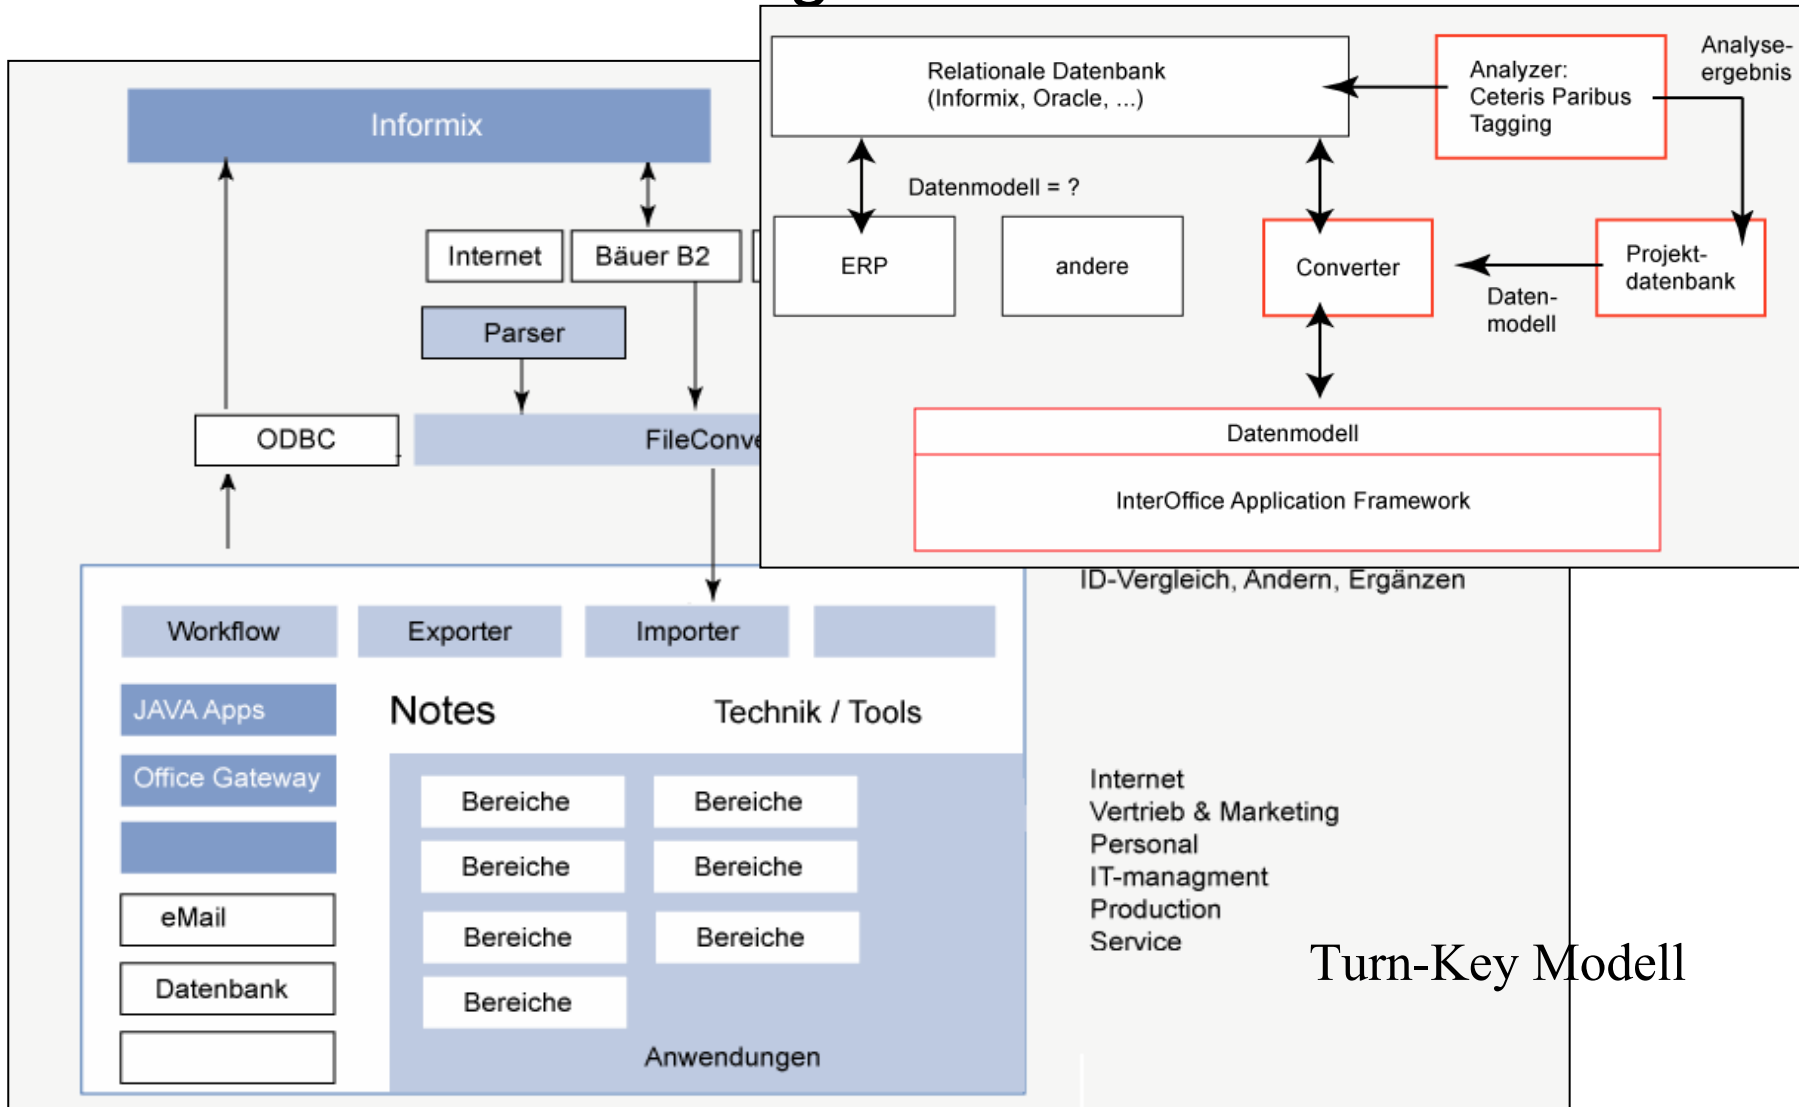 g
Relationale Datenbank
(Informix, Oracle, ...)
Analyzer:
Ceteris Paribus
Tagging
Analyse-
ergebnis
Datenmodell = ?
ERP
andere
Converter
Projekt-
datenbank
Daten-
modell
Datenmodell
InterOffice Application Framework
Informix
Internet
Bäuer B2
Parser
ODBC
FileConve
ID-Vergleich, Andern, Ergänzen
Workflow
Exporter
Importer
JAVA Apps
Notes
Technik / Tools
Office Gateway
Bereiche
Bereiche
Bereiche
Bereiche
eMail
Bereiche
Bereiche
Datenbank
Bereiche
Anwendungen
Internet
Vertrieb & Marketing
Personal
IT-managment
Production
Service
Turn-Key Modell